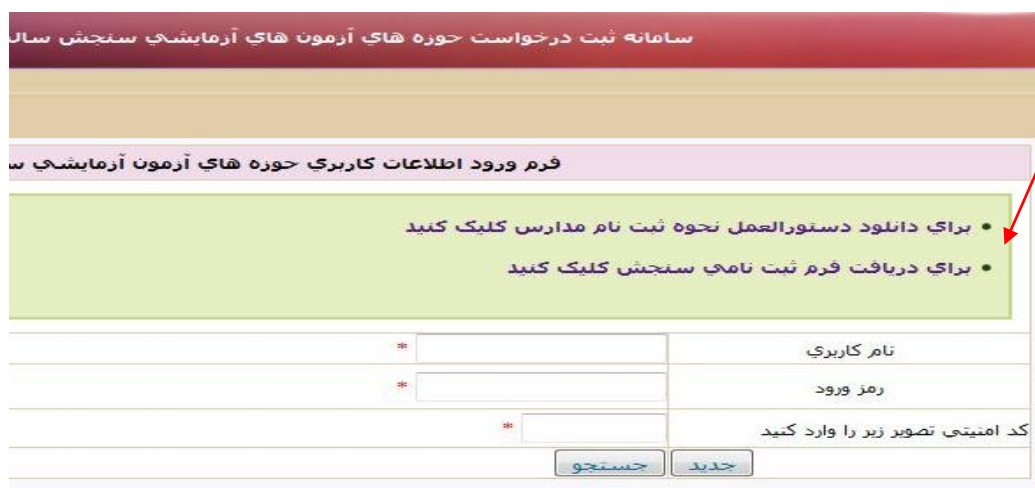 سامانه ثبت درخواست حوزه هاي آزمون هاي آزمايشي سنجش
فرم ورود اطلاعات کاربري حوزه هاي آزمون آزمايشي
• براي دانلود دستورالعمل نحوه ثبت نام مدارس کليک کنيد
• براي دريافت فرم ثبت نامي سنجش کليک کنيد
نام کاربري *
رمز ورود *
کد امنيتي تصوير زير را وارد کنيد *
جديد جستجو